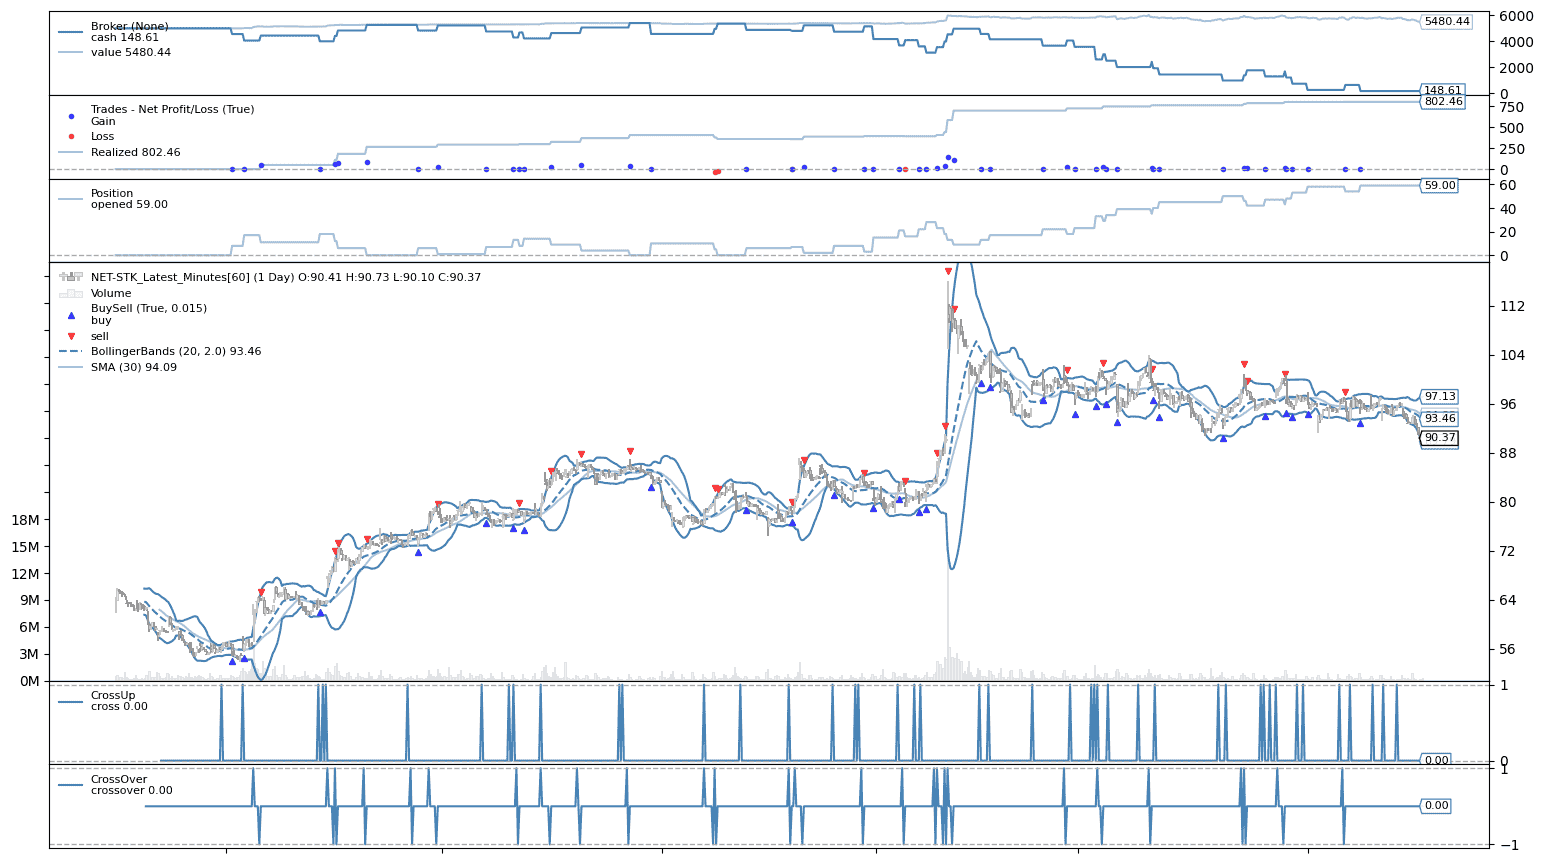 Broker (None)
cash 148.61
value 5480.44
5480.44
148.61
6000
4000
2000
0
Trades - Net Profit/Loss (True)
Gain
Loss
Realized 802.46
802.46
750
500
250
0
Position
opened 59.00
59.00
60
40
20
0
NET-STK_Latest_Minutes[60] (1 Day) O:90.41 H:90.73 L:90.10 C:90.37
Volume
BuySell (True, 0.015)
buy
sell
BollingerBands (20, 2.0) 93.46
SMA (30) 94.09
112
104
96
88
80
72
64
56
97.13
93.46
90.37
18M
15M
12M
9M
6M
3M
0M
CrossUp
cross 0.00
0.00
1
0
CrossOver
crossover 0.00
0.00
1
−1